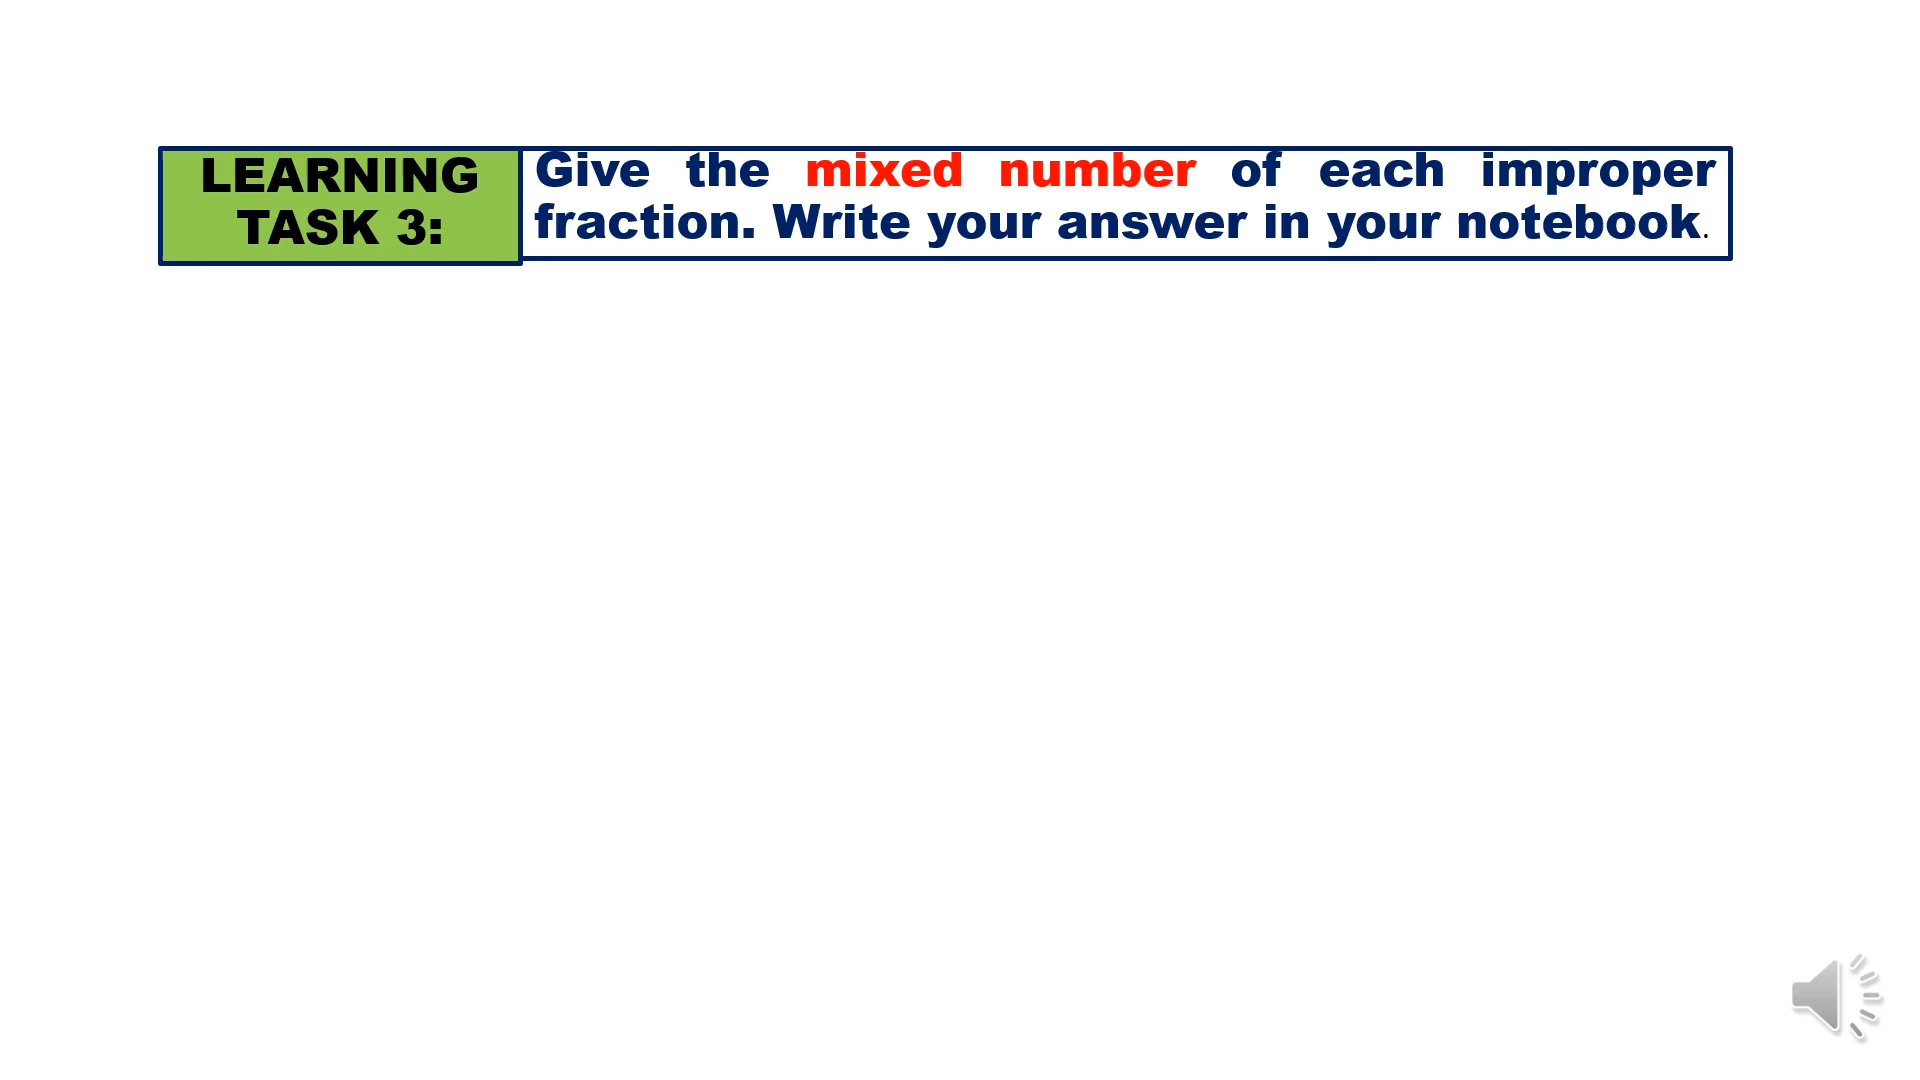 LEARNING
TASK 3:
Give the mixed number of each improper
fraction. Write your answer in your notebook.